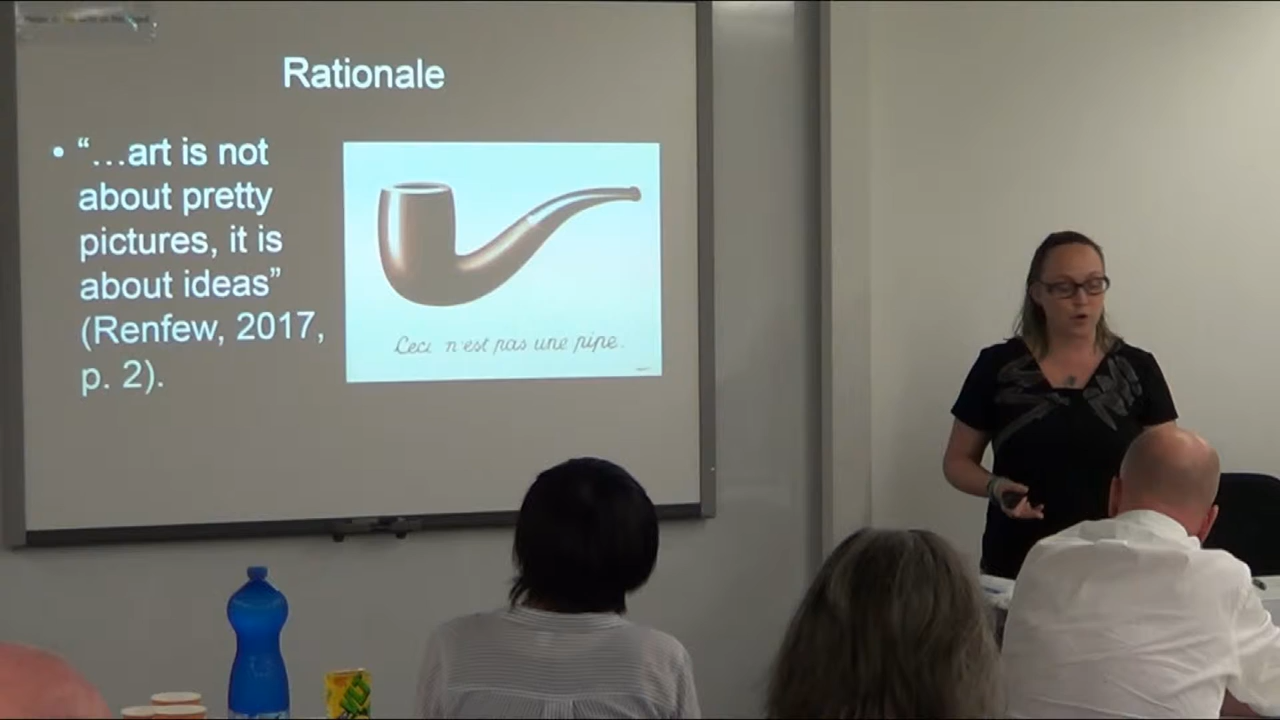 Rationale
• “…art is not
about pretty
pictures, it is
about ideas”
(Renfew, 2017,
p. 2).
Ceci n'est pas une pipe.